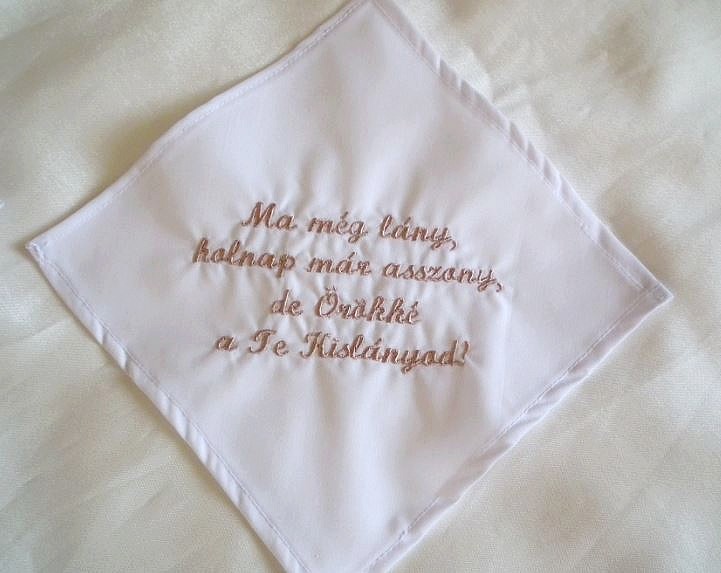 Ma még lány,
holnap már asszony,
de Örökké
a Te Kislányod!